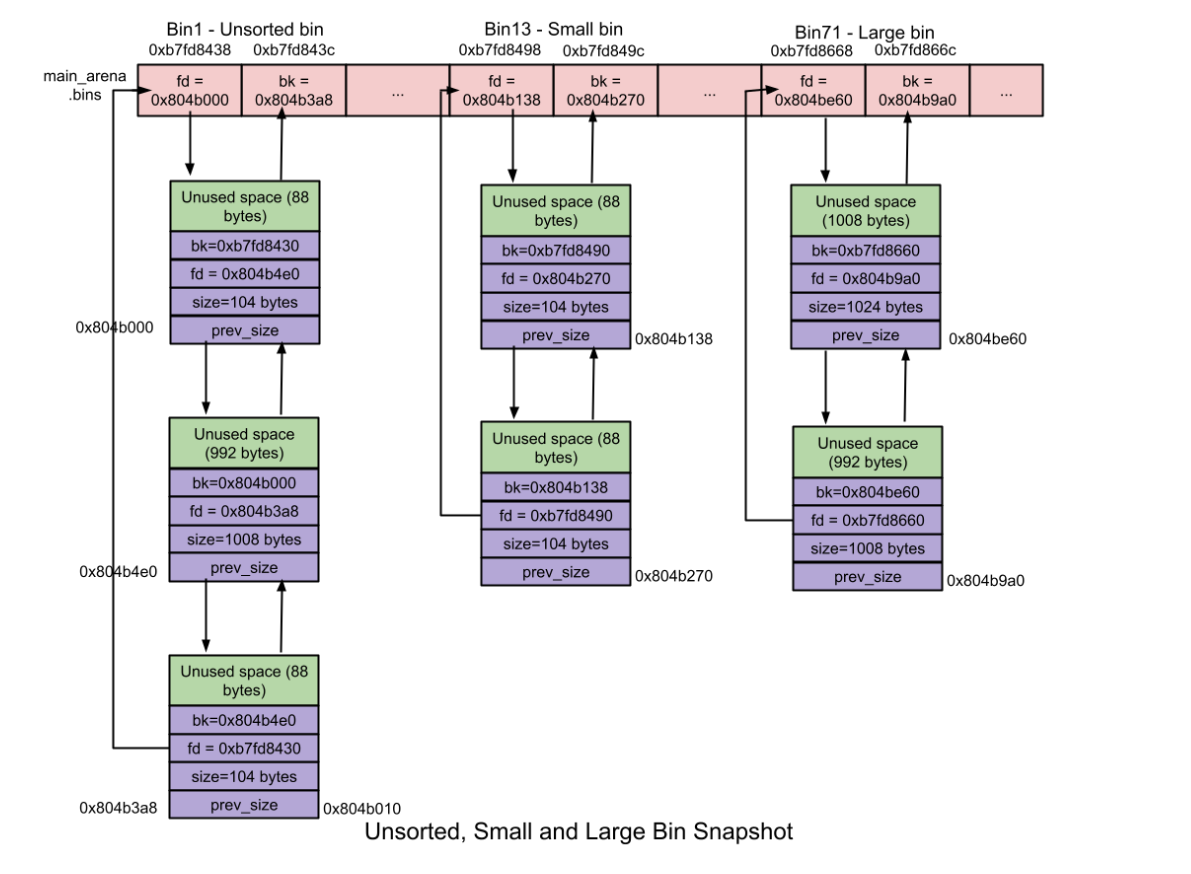 Bin1 - Unsorted bin
0xb7fd8438 0xb7fd843c
Bin13 - Small bin
0xb7fd8498 0xb7fd849c
Bin71 - Large bin
0xb7fd8668 0xb7fd866c
main_arena
.bins
fd =
0x804b000
bk =
0x804b3a8
...
fd =
0x804b138
bk =
0x804b270
...
fd =
0x804be60
bk =
0x804b9a0
...
Unused space (88
bytes)
bk=0xb7fd8430
fd = 0x804b4e0
size=104 bytes
prev_size
0x804b000
Unused space
(992 bytes)
bk=0x804b000
fd = 0x804b3a8
size=1008 bytes
prev_size
0x804b4e0
Unused space (88
bytes)
bk=0x804b4e0
fd = 0xb7fd8430
size=104 bytes
prev_size
0x804b3a8
0x804b010
Unused space (88
bytes)
bk=0xb7fd8490
fd = 0x804b270
size=104 bytes
prev_size
0x804b138
Unused space (88
bytes)
bk=0x804b138
fd = 0xb7fd8490
size=104 bytes
prev_size
0x804b270
Unused space
(1008 bytes)
bk=0xb7fd8660
fd = 0x804b9a0
size=1024 bytes
prev_size
0x804be60
Unused space
(992 bytes)
bk=0x804be60
fd = 0xb7fd8660
size=1008 bytes
prev_size
0x804b9a0
Unsorted, Small and Large Bin Snapshot